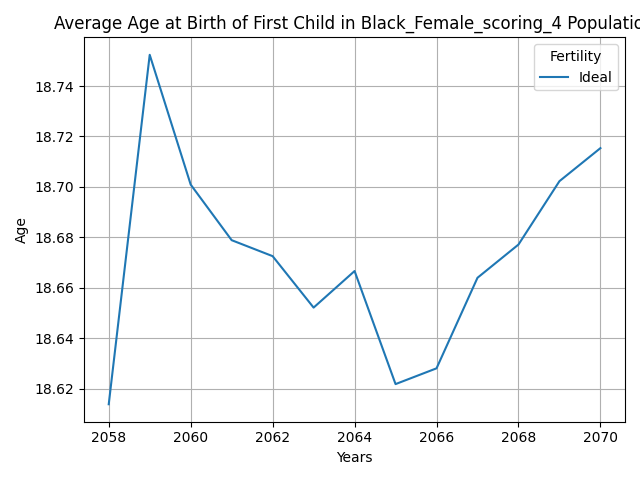 Average Age at Birth of First Child in Black_Female_scoring_4 Populatio
Fertility
Ideal
18.74
18.72
18.70
18.68
18.66
18.64
18.62
Age
2058 2060 2062 2064 2066 2068 2070
Years